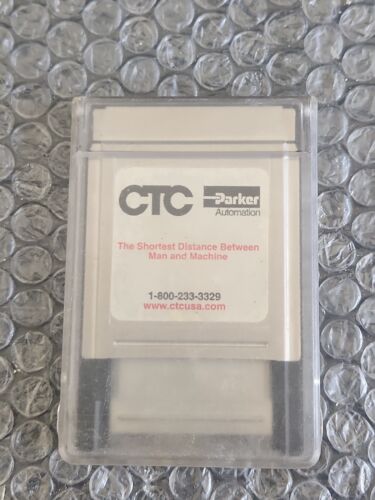 CTC Parker
Automation
The Shortest Distance Between
Man and Machine
1-800-233-3329
www.ctcusa.com